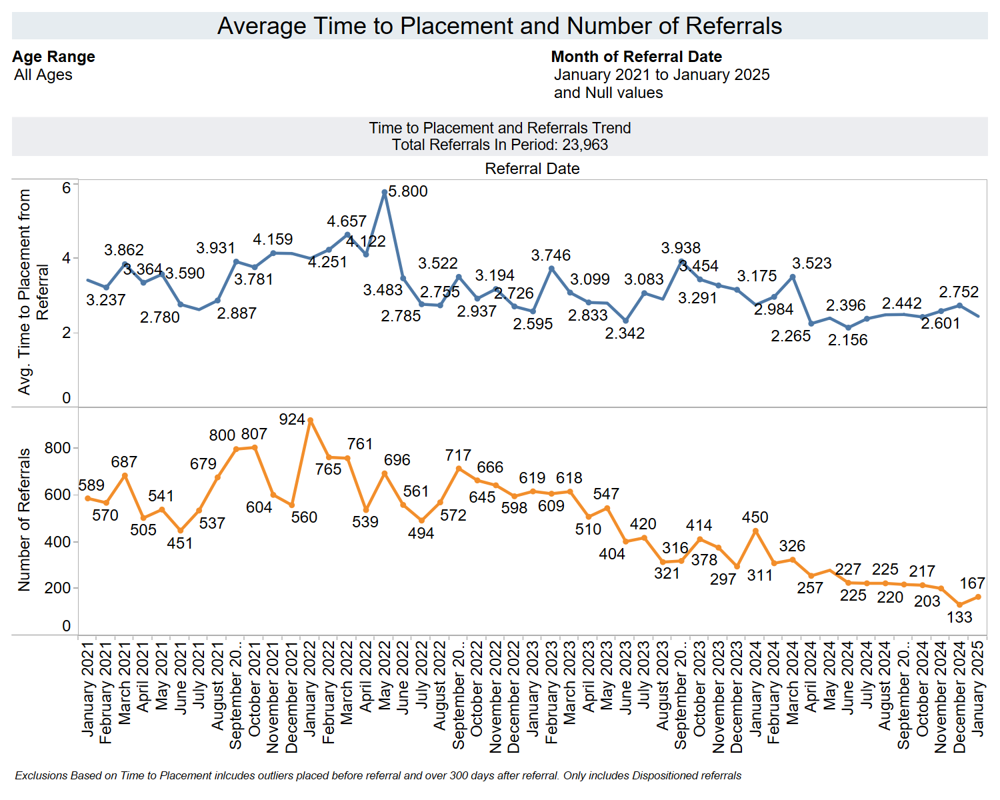 Average Time to Placement and Number of Referrals
Age Range
All Ages
Month of Referral Date
January 2021 to January 2025
and Null values
Time to Placement and Referrals Trend
Total Referrals In Period: 23,963
Referral Date
Avg. Time to Placement from
Referral
6
4
2
0
3.237
3.862
3.364
3.590
2.780
2.887
3.931
3.781
4.159
4.251
4.657
4.122
5.800
3.483
2.785
2.755
3.522
2.937
3.194
2.726
2.595
3.746
3.099
2.833
2.342
3.083
3.938
3.454
3.291
3.175
2.984
3.523
2.265
2.396
2.156
2.442
2.601
2.752
Number of Referrals
800
600
400
200
0
589
570
687
505
541
451
537
679
800
807
604
560
924
765
761
539
696
561
494
572
717
666
645
598
619
609
618
510
547
404
420
321
316
414
378
297
450
311
326
257
227
225
225
220
217
203
133
167
January 2021
February 2021
March 2021
April 2021
May 2021
June 2021
July 2021
August 2021
September 20..
October 2021
November 2021
December 2021
January 2022
February 2022
March 2022
April 2022
May 2022
June 2022
July 2022
August 2022
September 20..
October 2022
November 2022
December 2022
January 2023
February 2023
March 2023
April 2023
May 2023
June 2023
July 2023
August 2023
September 20..
October 2023
November 2023
December 2023
January 2024
February 2024
March 2024
April 2024
May 2024
June 2024
July 2024
August 2024
September 20..
October 2024
November 2024
December 2024
January 2025
Exclusions Based on Time to Placement inlcudes outliers placed before referral and over 300 days after referral. Only includes Dispositioned referrals